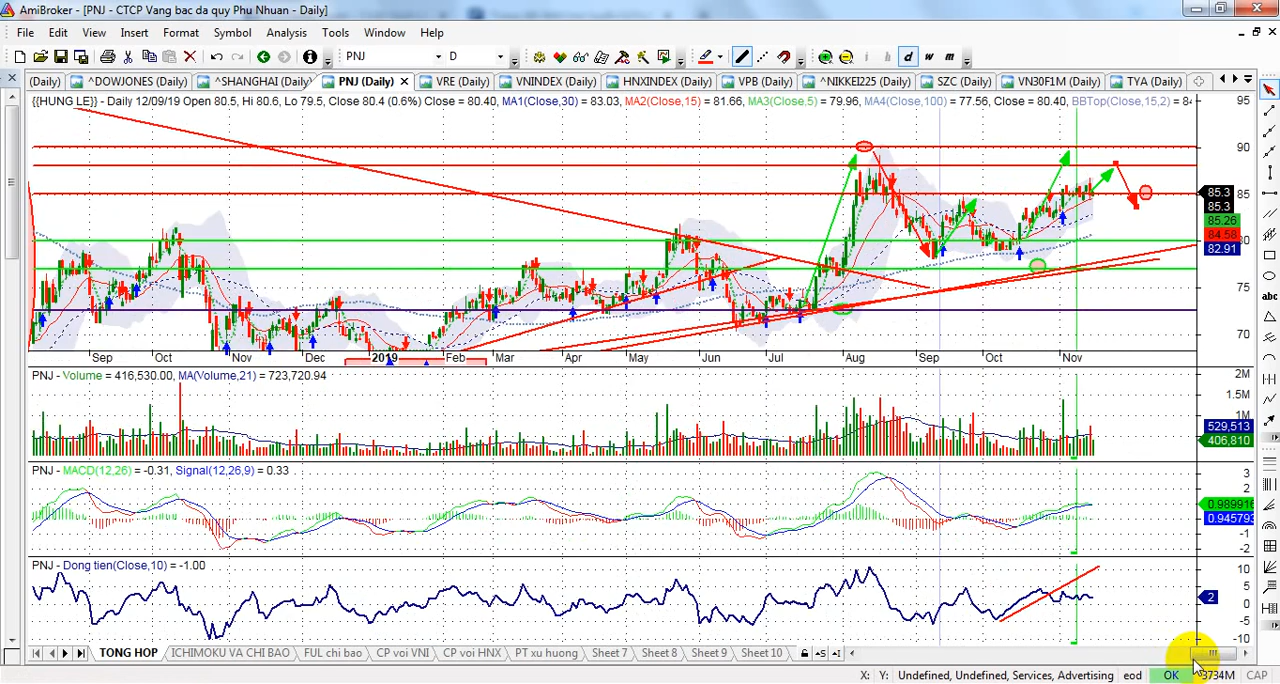 AmiBroker - [PNJ - CTCP Vang bac da quy Phu Nhuan - Daily]
File Edit View Insert Format Symbol Analysis Tools Window Help
PNJ D i h d w m
(Daily) ^DOWJONES (Daily) ^SHANGHAI (Daily) PNJ (Daily) VRE (Daily) VNINDEX (Daily) HNXINDEX (Daily) VPB (Daily) ^NIKKEI225 (Daily) SZC (Daily) VN30F1M (Daily) TYA (Daily)
{{HUNG LE}} - Daily 12/09/19 Open 80.5, Hi 80.6, Lo 79.5, Close 80.4 (0.6%) Close = 80.40, MA1(Close,30) = 83.03, MA2(Close,15) = 81.66, MA3(Close,5) = 79.96, MA4(Close,100) = 77.56, Close = 80.40, BBTop(Close,15,2) = 84
95
90
85
80
75
70
85.3
85.3
85.26
84.58
82.91
abc
Sep Oct Nov Dec 2019 Feb Mar Apr May Jun Jul Aug Sep Oct Nov
PNJ - Volume = 416,530.00, MA(Volume,21) = 723,720.94
2M
1.5M
1M
529,513
406,810
PNJ - MACD(12,26) = -0.31, Signal(12,26,9) = 0.33
3
2
0.989916
0.945793
-1
-2
PNJ - Dong tien(Close,10) = -1.00
10
5
2
0
-5
-10
TONG HOP ICHIMOKU VA CHI BAO FUL chi bao CP voi VNI CP voi PT xu huong Sheet 7 Sheet 8 Sheet 9 Sheet 10
X: Y: Undefined, Undefined, Services, Advertising eod OK 3734M CAP